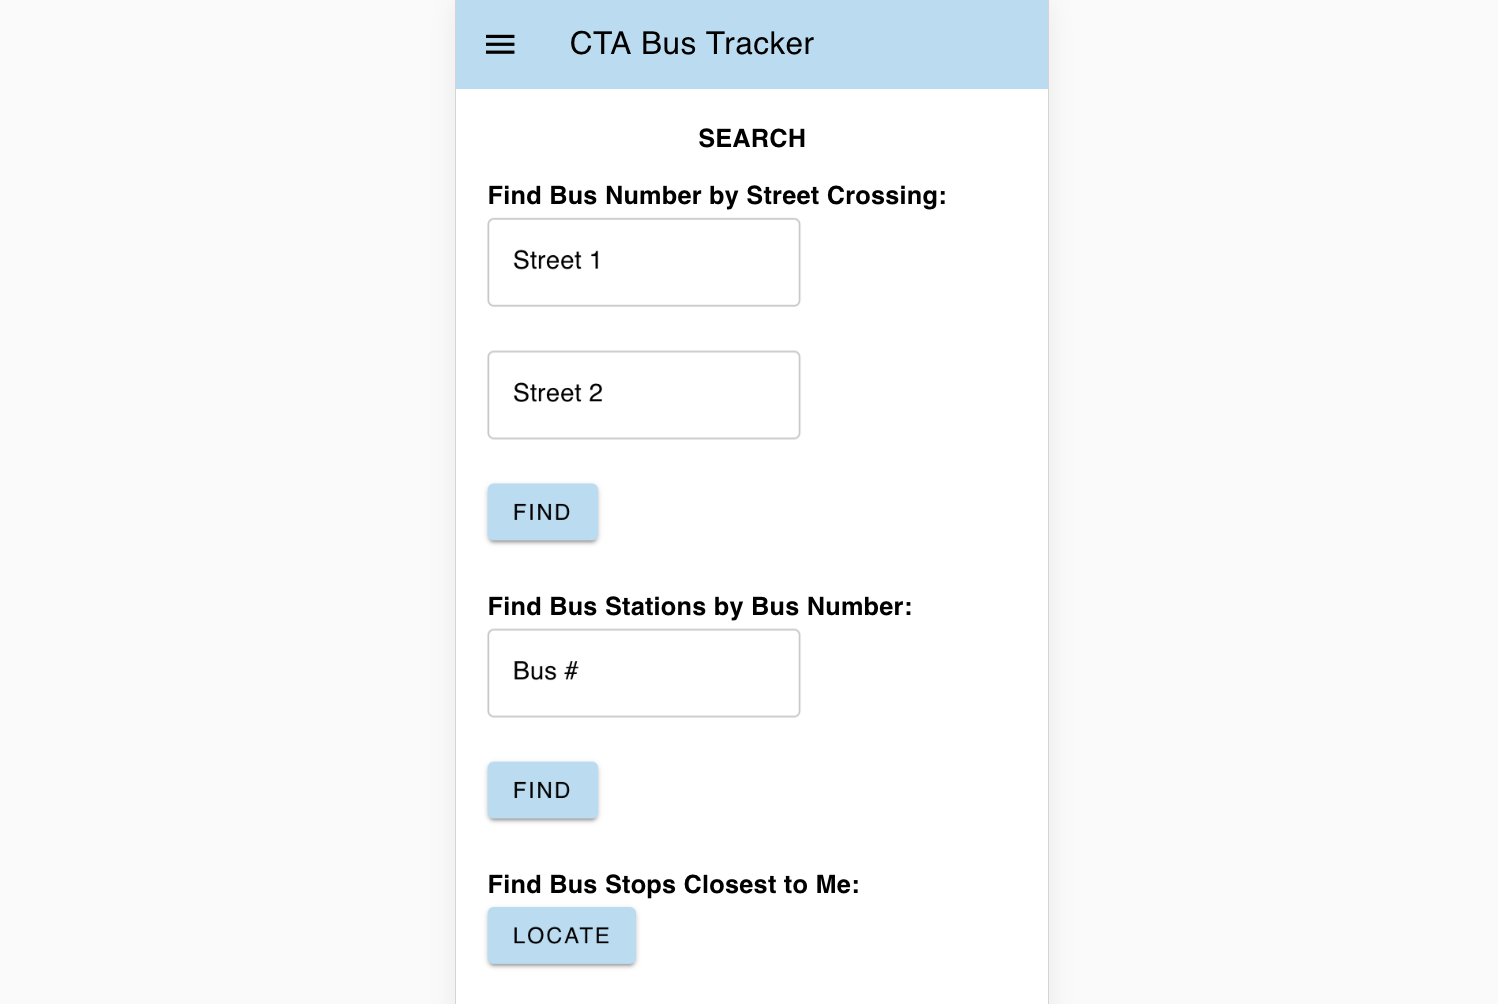 CTA Bus Tracker
SEARCH
Find Bus Number by Street Crossing:
Street 1
Street 2
FIND
Find Bus Stations by Bus Number:
Bus #
FIND
Find Bus Stops Closest to Me:
LOCATE